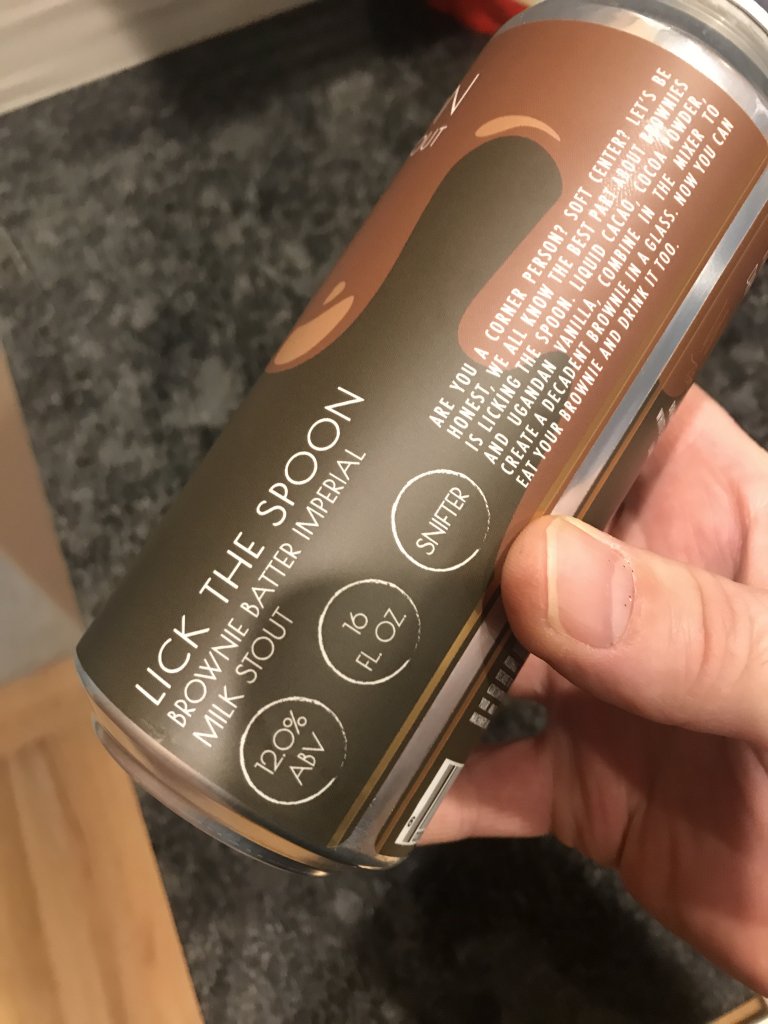 ARE YOU A CORNER PERSON? SOFT CENTER? LET'S BE
HONEST, WE ALL KNOW THE BEST PART ABOUT BROWNIES
IS LICKING THE SPOON. LIQUID CACAO, COCOA POWDER,
AND UGANDAN VANILLA, COMBINE IN THE MIXER TO
CREATE A DECADENT BROWNIE IN A GLASS. NOW YOU CAN
EAT YOUR BROWNIE AND DRINK IT TOO.
LICK THE SPOON
BROWNIE BATTER IMPERIAL
MILK STOUT
12.0%
ABV
16
FL OZ.
SNIFTER